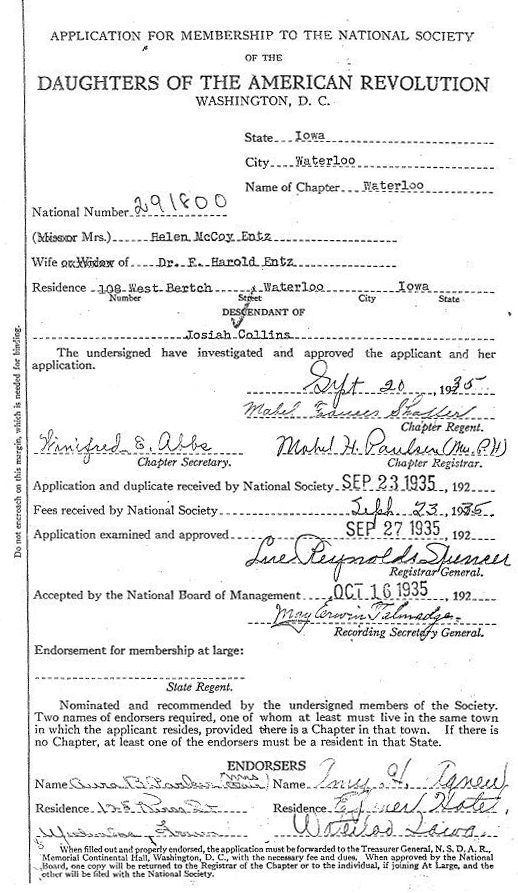 APPLICATION FOR MEMBERSHIP TO THE NATIONAL SOCIETY
OF THE
DAUGHTERS OF THE AMERICAN REVOLUTION
WASHINGTON, D. C.
State Iowa
City Waterloo
Name of Chapter Waterloo
National Number 291800
(Miss or Mrs.) Helen McCoy Entz
Wife or Widow of Dr. F. Harold Entz
Residence 108 West Bertch, Waterloo Iowa
Number Street City State
DESCENDANT OF
Josiah Collins
The undersigned have investigated and approved the applicant and her
application.
Sept 20, 1935
Mabel Frances Shaffer
Chapter Regent.
Winifred E. Abbs Mabel H. Paulsen (Mrs. P.H)
Chapter Secretary. Chapter Registrar.
Application and duplicate received by National Society SEP 23 1935, 192
Fees received by National Society Sept 23, 1935
Application examined and approved SEP 27 1935, 192
Lue Reynolds Spencer
Registrar General.
Accepted by the National Board of Management OCT 16 1935, 192
May Erwin Talmadge
Recording Secretary General.
Endorsement for membership at large:
State Regent.
Nominated and recommended by the undersigned members of the Society.
Two names of endorsers required, one of whom at least must live in the same town
in which the applicant resides, provided there is a Chapter in that town. If there is
no Chapter, at least one of the endorsers must be a resident in that State.
ENDORSERS
Name B. Parker Name Amy H. Agnew
Residence 128 Residence Hotel
Waterloo Iowa Waterloo Iowa
When filled out and properly endorsed, the application must be forwarded to the Treasurer General, N. S. D. A. R.,
Memorial Continental Hall, Washington, D. C., with the necessary fee and dues. When approved by the National
Board, one copy will be returned to the Registrar of the Chapter or to the individual, if joining At Large, and the
other will be filed with the National Society.
Do not encroach on this margin, which is needed for binding.